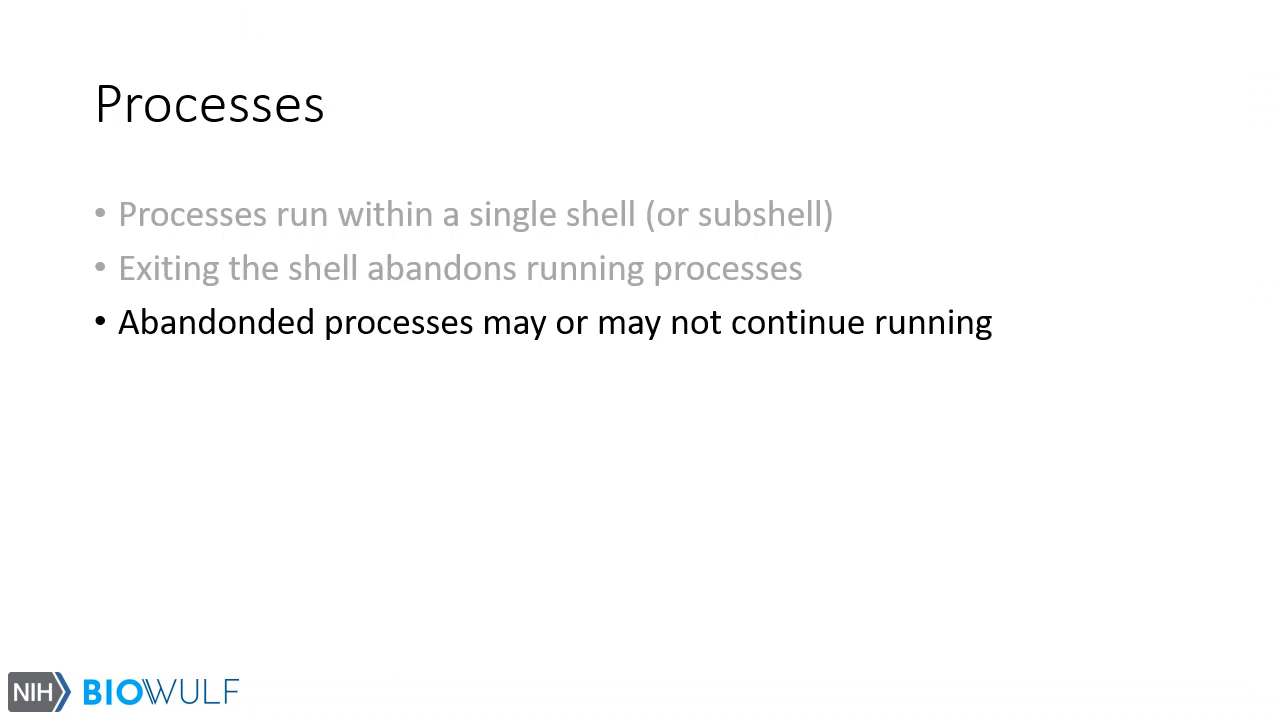 Processes
• Processes run within a single shell (or subshell)
• Exiting the shell abandons running processes
• Abandonded processes may or may not continue running
NIH BIOWULF